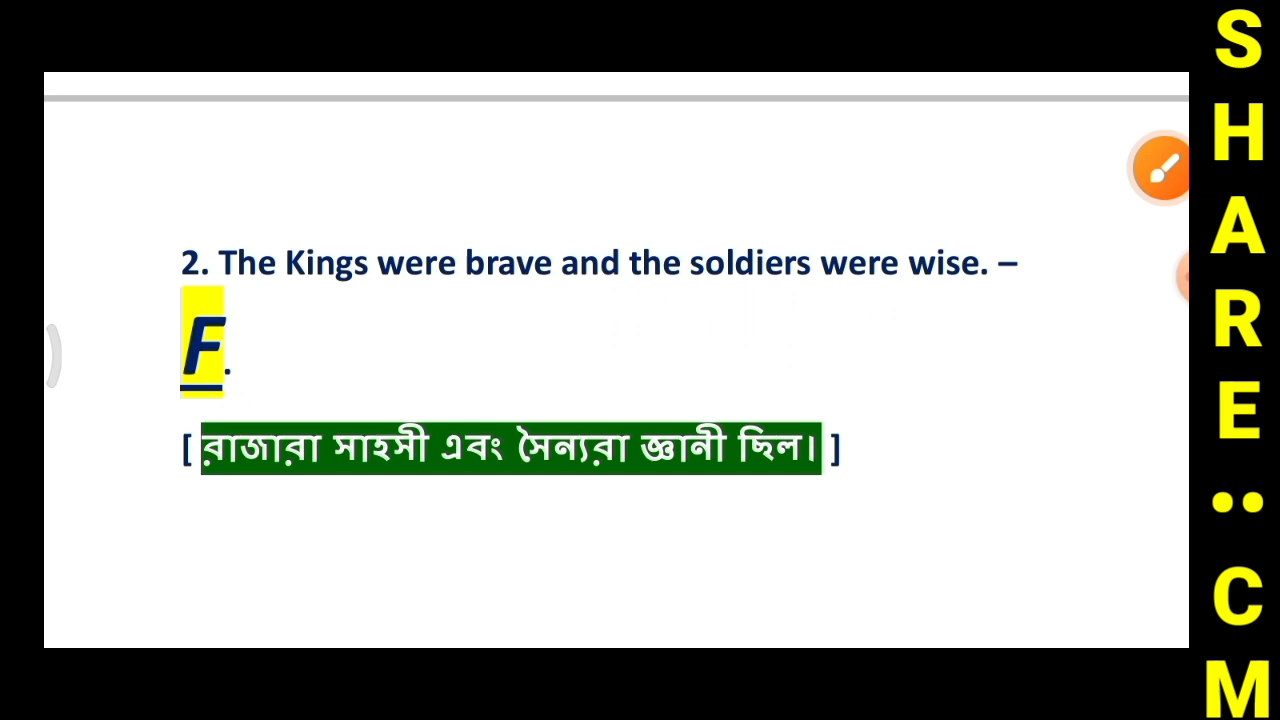 2. The Kings were brave and the soldiers were wise. –
F.
[ রাজারা সাহসী এবং সৈন্যরা জ্ঞানী ছিল। ]
S
H
A
R
E
••
C
M